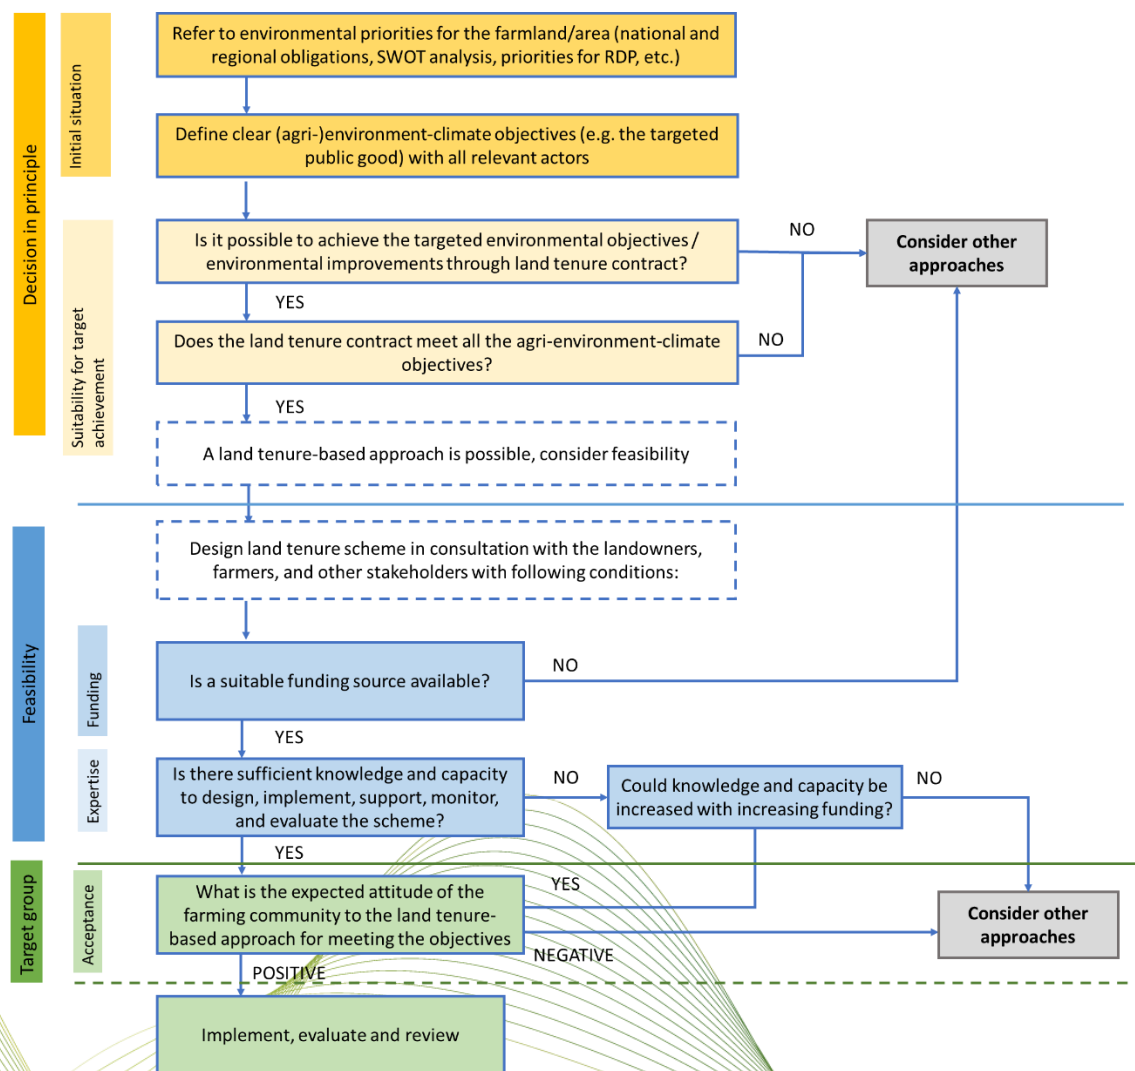 Decision in principle
Initial situation
Refer to environmental priorities for the farmland/area (national and
regional obligations, SWOT analysis, priorities for RDP, etc.)
Define clear (agri-)environment-climate objectives (e.g. the targeted
public good) with all relevant actors
Suitability for target
achievement
Is it possible to achieve the targeted environmental objectives /
environmental improvements through land tenure contract?
NO
Consider other
approaches
YES
Does the land tenure contract meet all the agri-environment-climate
objectives?
NO
YES
A land tenure-based approach is possible, consider feasibility
Feasibility
Design land tenure scheme in consultation with the landowners,
farmers, and other stakeholders with following conditions:
Funding
Is a suitable funding source available?
NO
YES
Expertise
Is there sufficient knowledge and capacity
to design, implement, support, monitor,
and evaluate the scheme?
NO
Could knowledge and capacity be
increased with increasing funding?
NO
YES
Target group
Acceptance
What is the expected attitude of the
farming community to the land tenure-
based approach for meeting the objectives
YES
Consider other
approaches
NEGATIVE
POSITIVE
Implement, evaluate and review